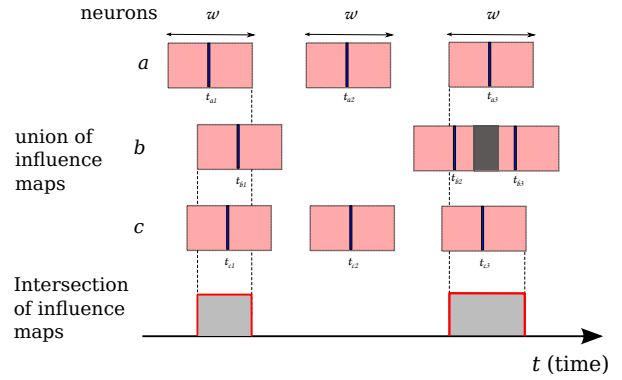 neurons
w
w
w
a
t_a1
t_a2
t_a3
union of
influence
maps
b
t_b1
t_b2
t_b3
c
t_c1
t_c2
t_c3
Intersection
of influence
maps
t (time)